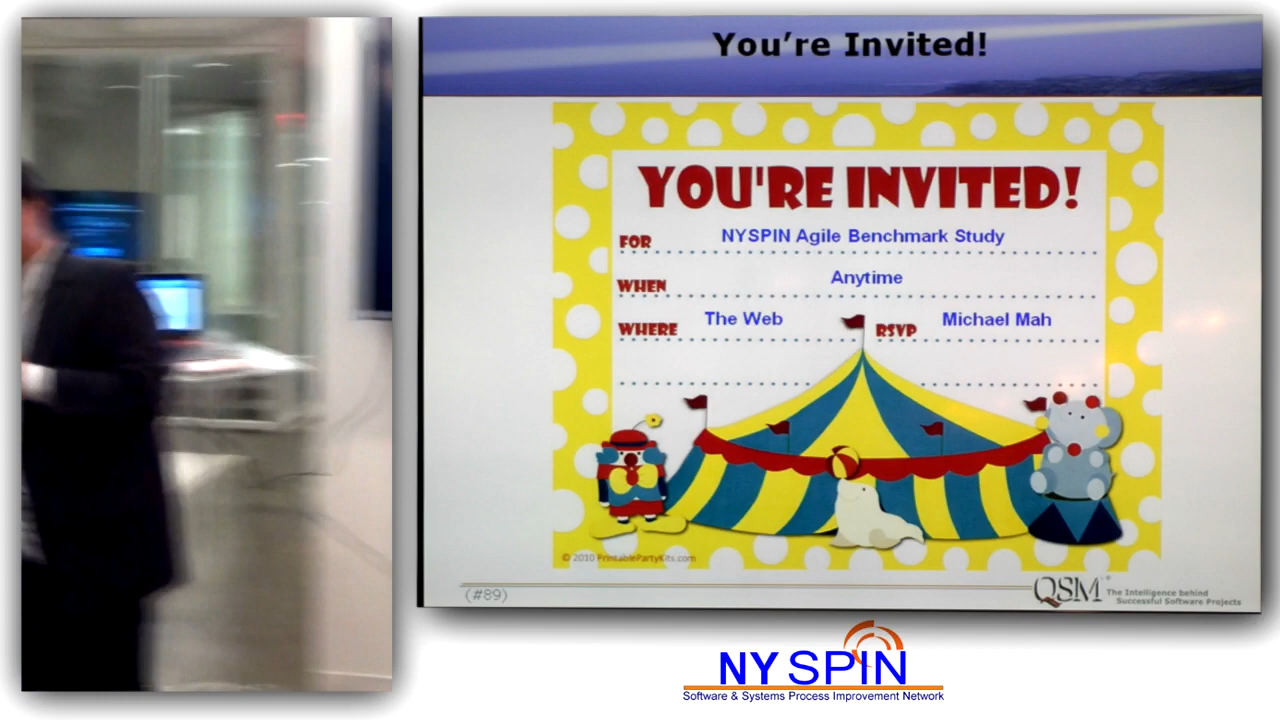 You're Invited!
YOU'RE INVITED!
FOR NYSPIN Agile Benchmark Study
WHEN Anytime
WHERE The Web RSVP Michael Mah
© 2010 PrintablePartyKits.com
(#89)
QSM® The Intelligence behind
Successful Software Projects
NY SPIN
Software & Systems Process Improvement Network